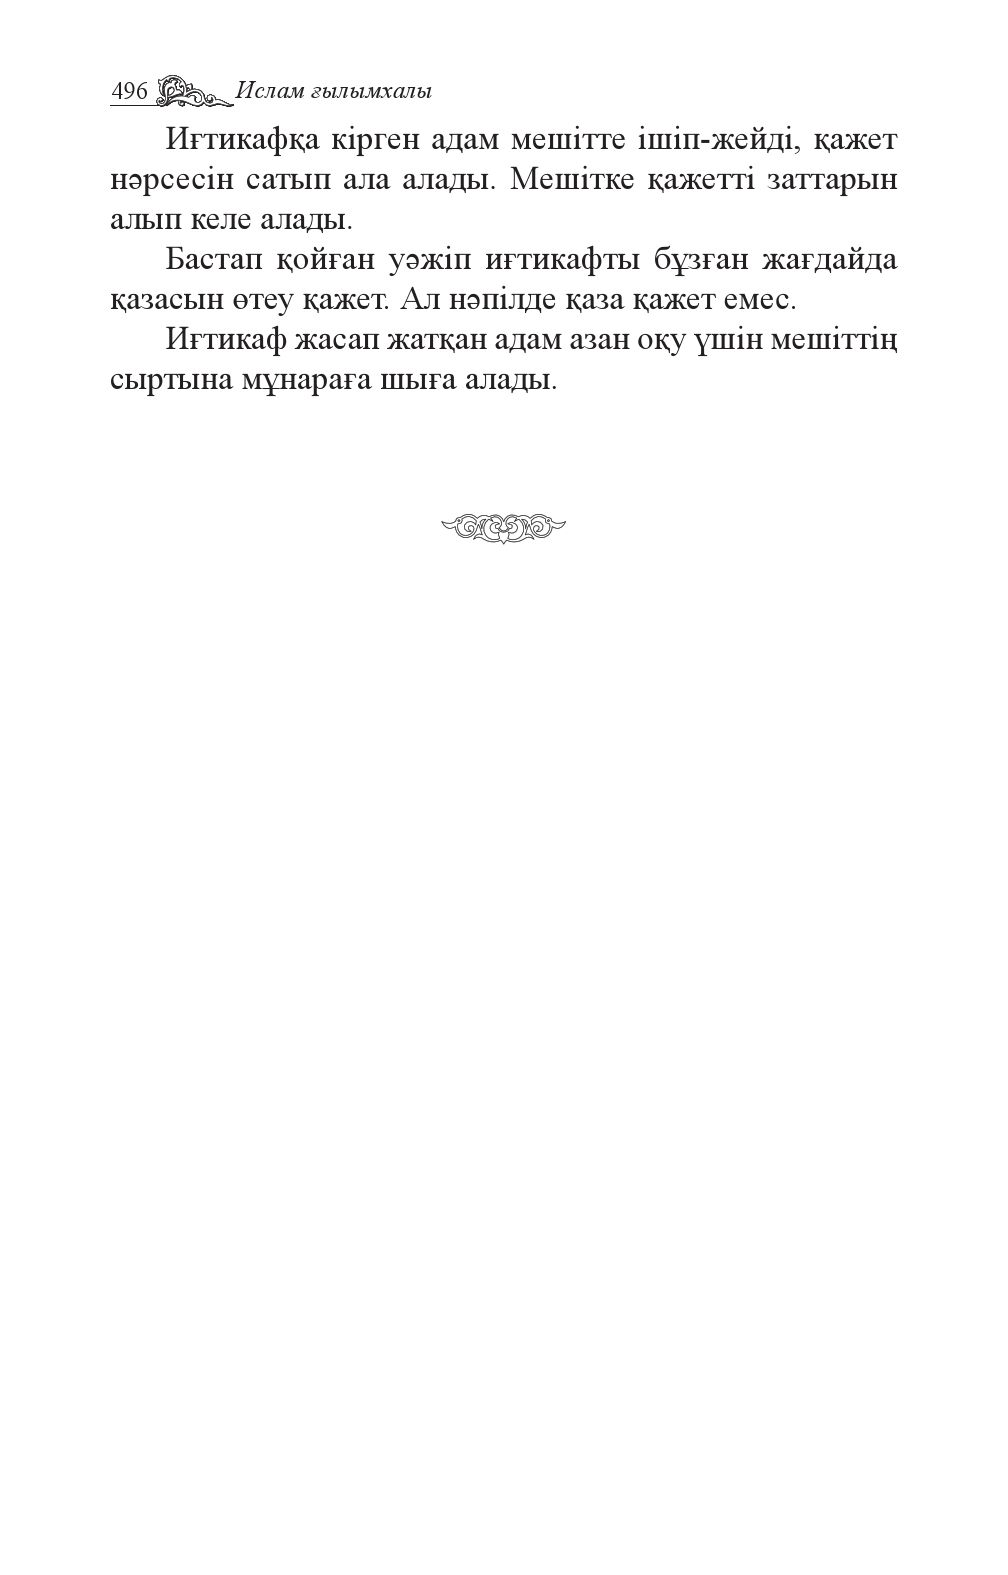 496 Ислам ғылымхалы
Иғтикафқа кірген адам мешітте ішіп-жейді, қажет
нәрсесін сатып ала алады. Мешітке қажетті заттарын
алып келе алады.
Бастап қойған уәжіп иғтикафты бұзған жағдайда
қазасын өтеу қажет. Ал нәпілде қаза қажет емес.
Иғтикаф жасап жатқан адам азан оқу үшін мешіттің
сыртына мұнараға шыға алады.